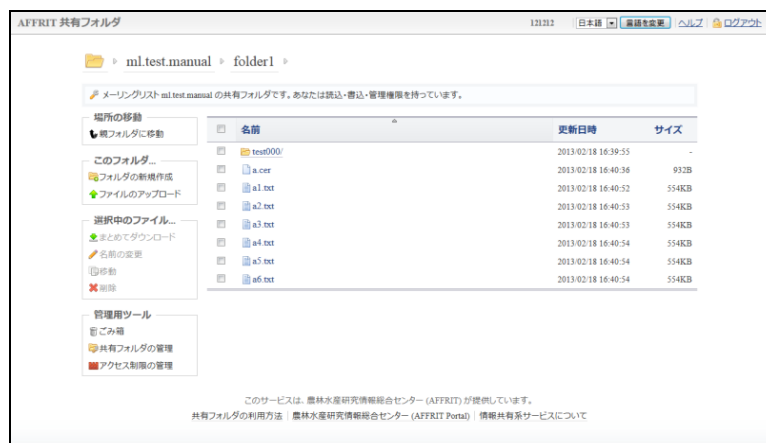 AFFRIT 共有フォルダ 121212 日本語 言語を変更 ヘルプ ログアウト
ml.test.manual folder1
メーリングリスト ml.test.manual の共有フォルダです。あなたは読込・書込・管理権限を持っています。
場所の移動
親フォルダに移動
このフォルダ...
フォルダの新規作成
ファイルのアップロード
選択中のファイル...
まとめてダウンロード
名前の変更
移動
削除
管理用ツール
ごみ箱
共有フォルダの管理
アクセス制限の管理
名前 更新日時 サイズ
test000/ 2013/02/18 16:39:55 -
a.cer 2013/02/18 16:40:36 932B
a1.txt 2013/02/18 16:40:52 554KB
a2.txt 2013/02/18 16:40:53 554KB
a3.txt 2013/02/18 16:40:53 554KB
a4.txt 2013/02/18 16:40:54 554KB
a5.txt 2013/02/18 16:40:54 554KB
a6.txt 2013/02/18 16:40:54 554KB
このサービスは、農林水産研究情報総合センター (AFFRIT) が提供しています。
共有フォルダの利用方法 | 農林水産研究情報総合センター (AFFRIT Portal) | 情報共有系サービスについて